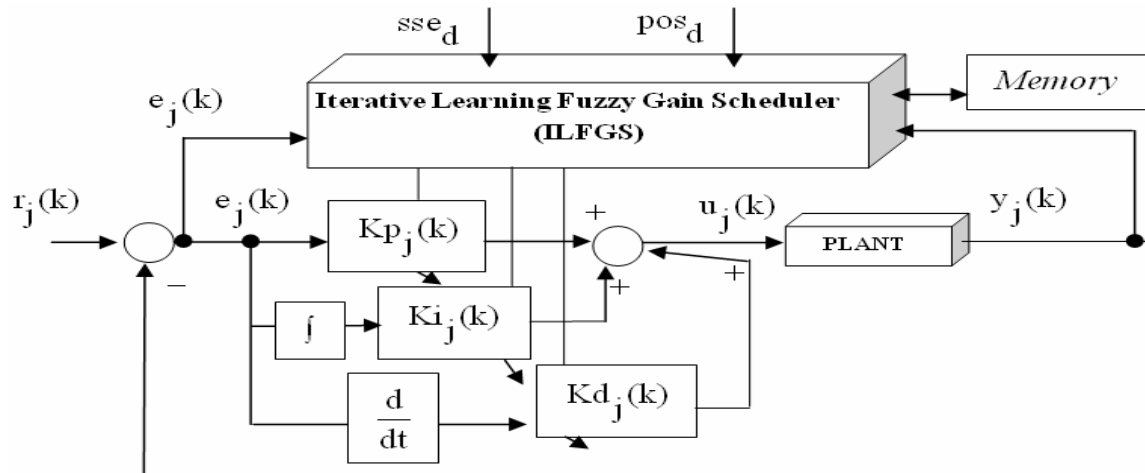 sse_d
pos_d
Iterative Learning Fuzzy Gain Scheduler
(ILFGS)
Memory
e_j(k)
r_j(k)
e_j(k)
Kp_j(k)
+
u_j(k)
PLANT
y_j(k)
−
+
+
∫
Ki_j(k)
d
dt
Kd_j(k)